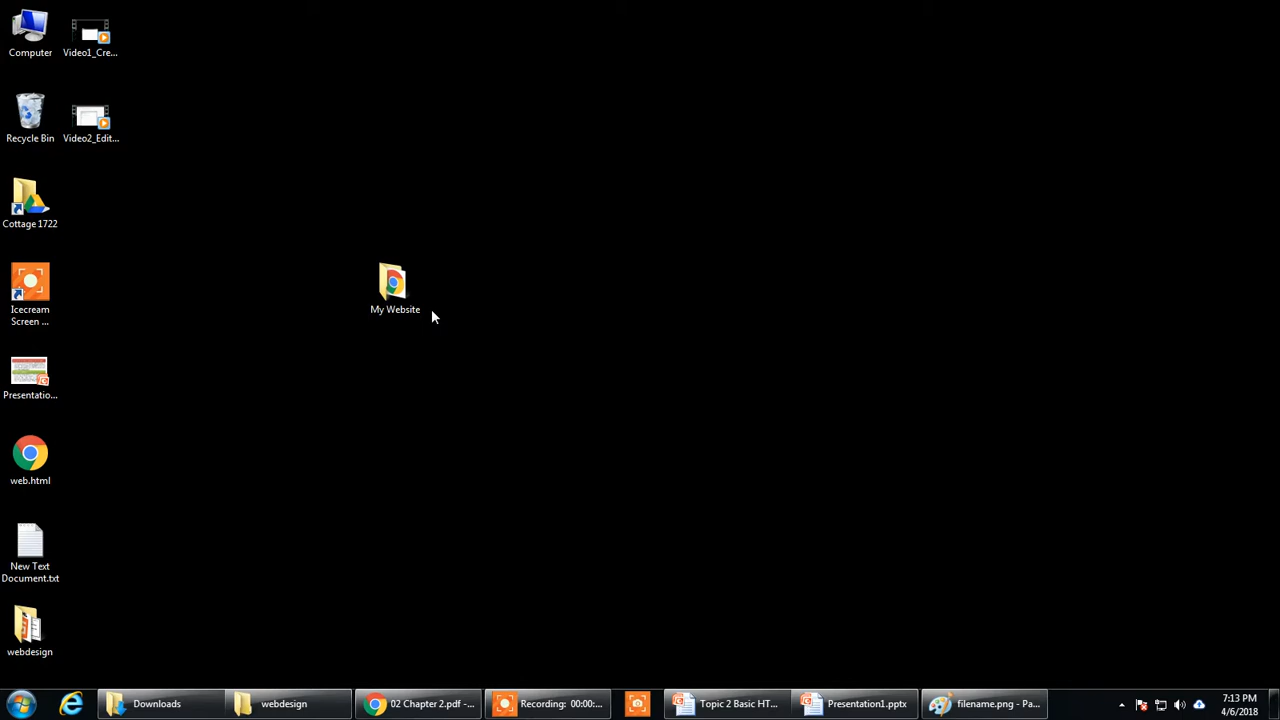 Computer
Video1_Cre...
Recycle Bin
Video2_Edit...
Cottage 1722
Icecream
Screen ...
My Website
Presentatio...
web.html
New Text
Document.txt
webdesign
Downloads
webdesign
02 Chapter 2.pdf -...
Recording: 00:00:...
Topic 2 Basic HT...
Presentation1.pptx
filename.png - Pa...
7:13 PM
4/6/2018